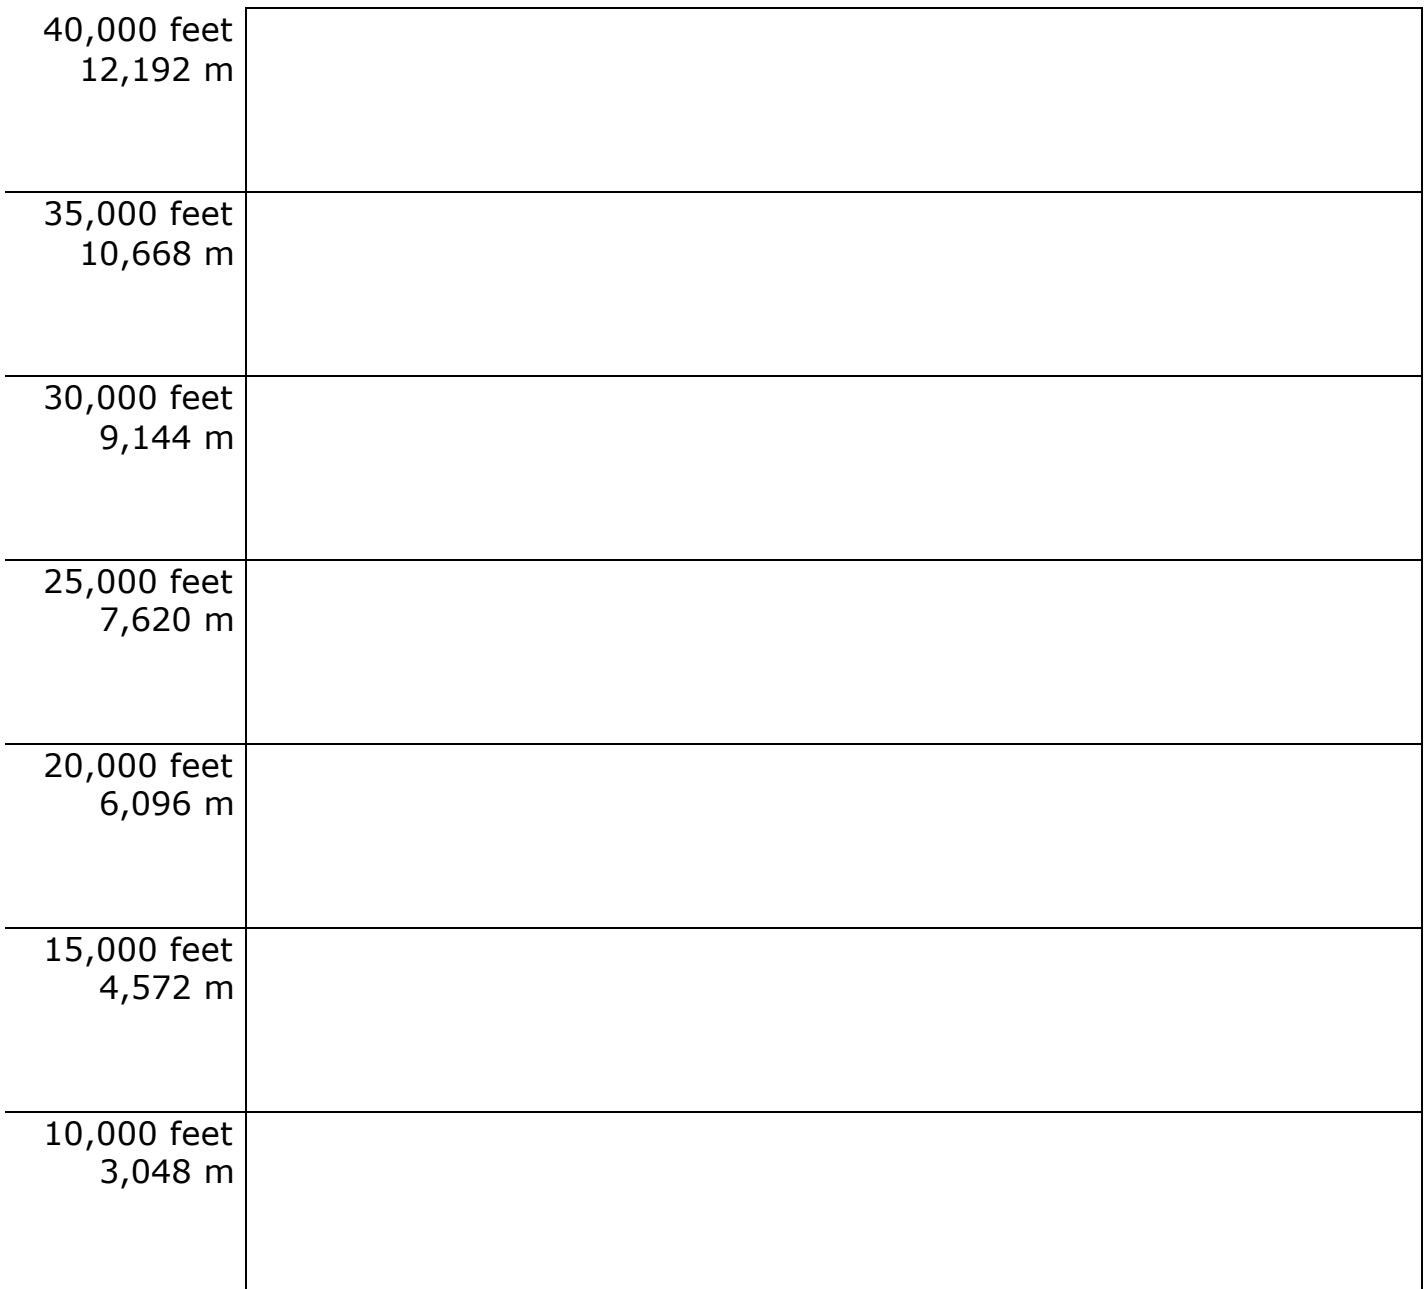 40,000 feet
12,192 m
35,000 feet
10,668 m
30,000 feet
9,144 m
25,000 feet
7,620 m
20,000 feet
6,096 m
15,000 feet
4,572 m
10,000 feet
3,048 m